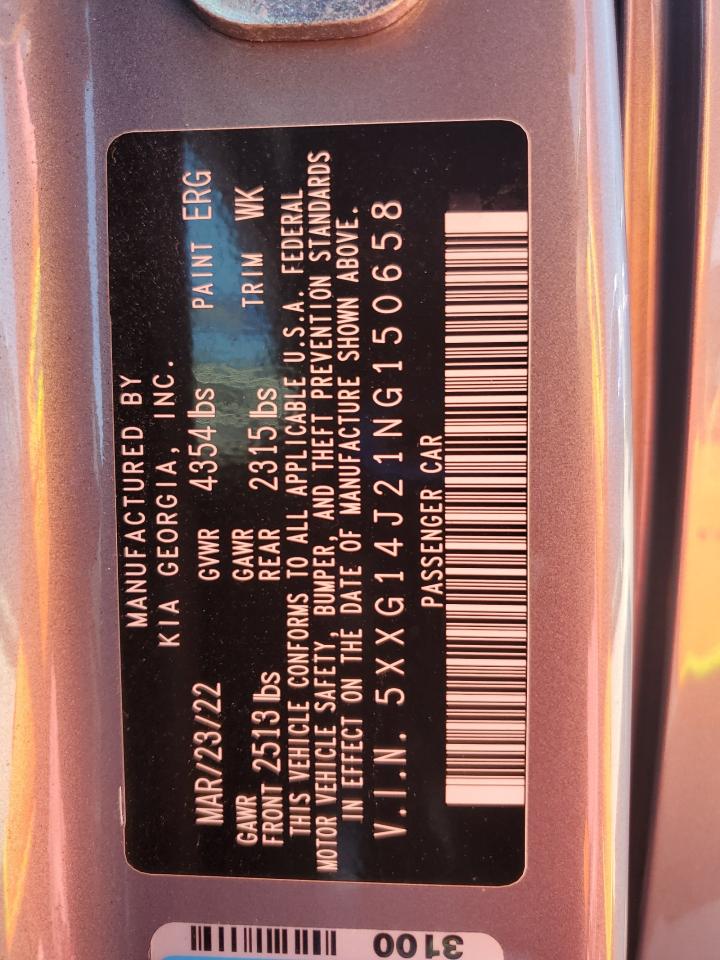 MANUFACTURED BY
KIA GEORGIA, INC.
MAR/23/22 GVWR 4354 lbs PAINT ERG
GAWR FRONT 2513 lbs GAWR REAR 2315 lbs TRIM WK
THIS VEHICLE CONFORMS TO ALL APPLICABLE U.S.A. FEDERAL
MOTOR VEHICLE SAFETY, BUMPER, AND THEFT PREVENTION STANDARDS
IN EFFECT ON THE DATE OF MANUFACTURE SHOWN ABOVE.
V.I.N. 5XXG14J21NG150658
PASSENGER CAR
3100